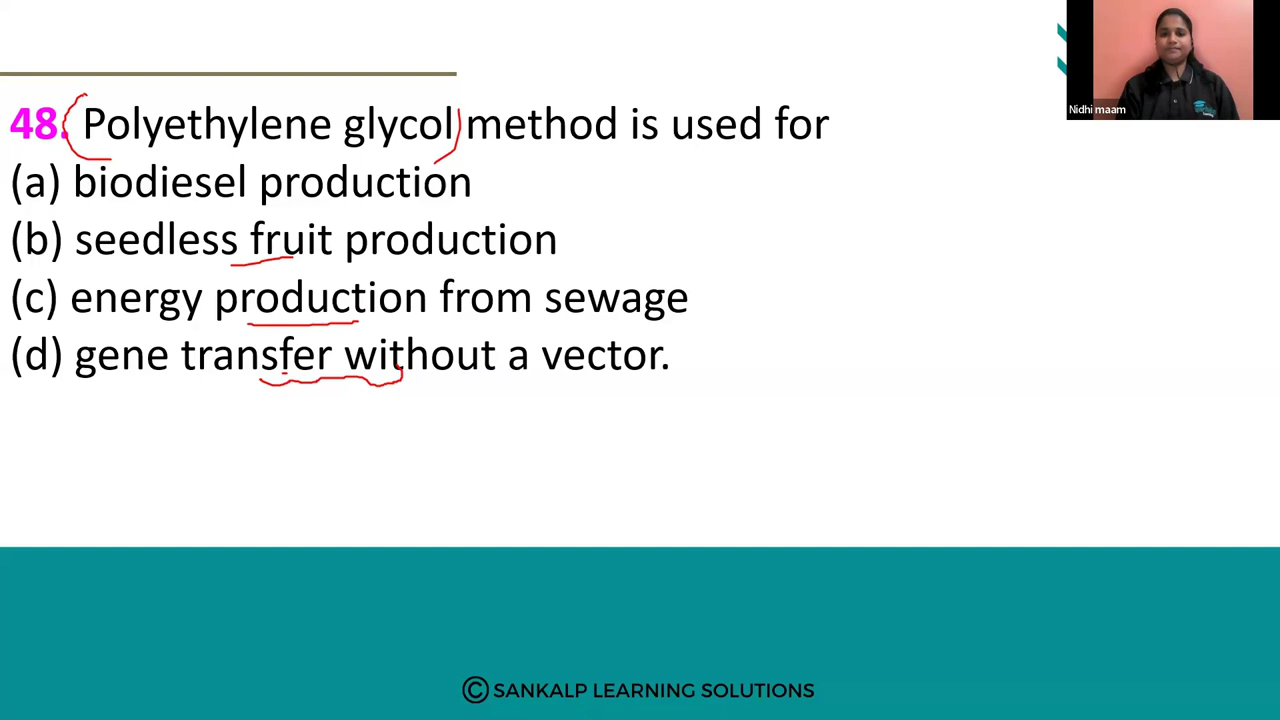 Nidhi maam
48. Polyethylene glycol method is used for
(a) biodiesel production
(b) seedless fruit production
(c) energy production from sewage
(d) gene transfer without a vector.
© SANKALP LEARNING SOLUTIONS